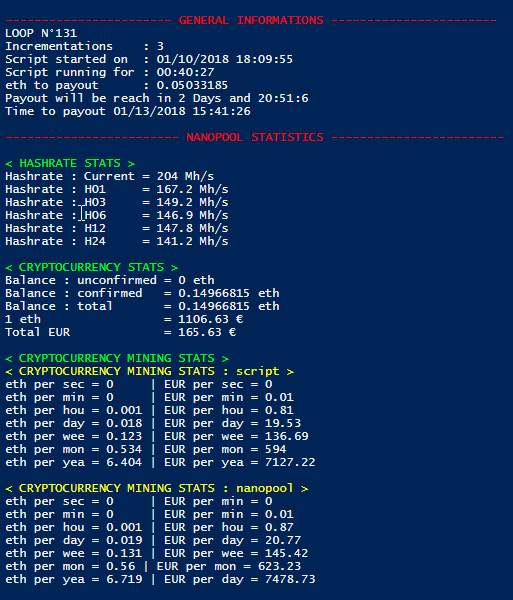 ----------------------- GENERAL INFORMATIONS -----------------------
LOOP N°131
Incrementations    : 3
Script started on  : 01/10/2018 18:09:55
Script running for : 00:40:27
eth to payout      : 0.05033185
Payout will be reach in 2 Days and 20:51:6
Time to payout 01/13/2018 15:41:26
------------------------ NANOPOOL STATISTICS ------------------------
< HASHRATE STATS >
Hashrate : Current = 204 Mh/s
Hashrate : H01     = 167.2 Mh/s
Hashrate : H03     = 149.2 Mh/s
Hashrate : H06     = 146.9 Mh/s
Hashrate : H12     = 147.8 Mh/s
Hashrate : H24     = 141.2 Mh/s
< CRYPTOCURRENCY STATS >
Balance : unconfirmed = 0 eth
Balance : confirmed   = 0.14966815 eth
Balance : total       = 0.14966815 eth
1 eth                 = 1106.63 €
Total EUR             = 165.63 €
< CRYPTOCURRENCY MINING STATS >
< CRYPTOCURRENCY MINING STATS : script >
eth per sec = 0     | EUR per sec = 0
eth per min = 0     | EUR per min = 0.01
eth per hou = 0.001 | EUR per hou = 0.81
eth per day = 0.018 | EUR per day = 19.53
eth per wee = 0.123 | EUR per wee = 136.69
eth per mon = 0.534 | EUR per mon = 594
eth per yea = 6.404 | EUR per yea = 7127.22
< CRYPTOCURRENCY MINING STATS : nanopool >
eth per sec = 0     | EUR per min = 0
eth per min = 0     | EUR per min = 0.01
eth per hou = 0.001 | EUR per hou = 0.87
eth per day = 0.019 | EUR per day = 20.77
eth per wee = 0.131 | EUR per wee = 145.42
eth per mon = 0.56 | EUR per mon = 623.23
eth per yea = 6.719 | EUR per day = 7478.73